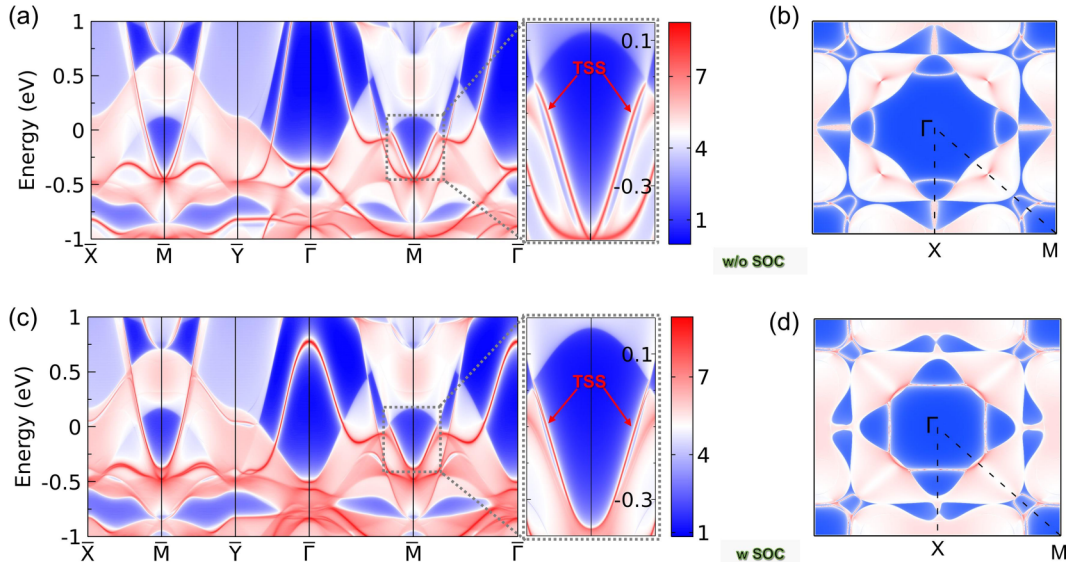 (a)
Energy (eV)
1
0.5
0
-0.5
-1
X̅ M̅ Y̅ Γ̅ M̅ Γ̅
0.1
TSS
-0.3
7
4
1
w/o SOC
(b)
Γ
X M
(c)
Energy (eV)
1
0.5
0
-0.5
-1
X̅ M̅ Y̅ Γ̅ M̅ Γ̅
0.1
TSS
-0.3
7
4
1
w SOC
(d)
Γ
X M